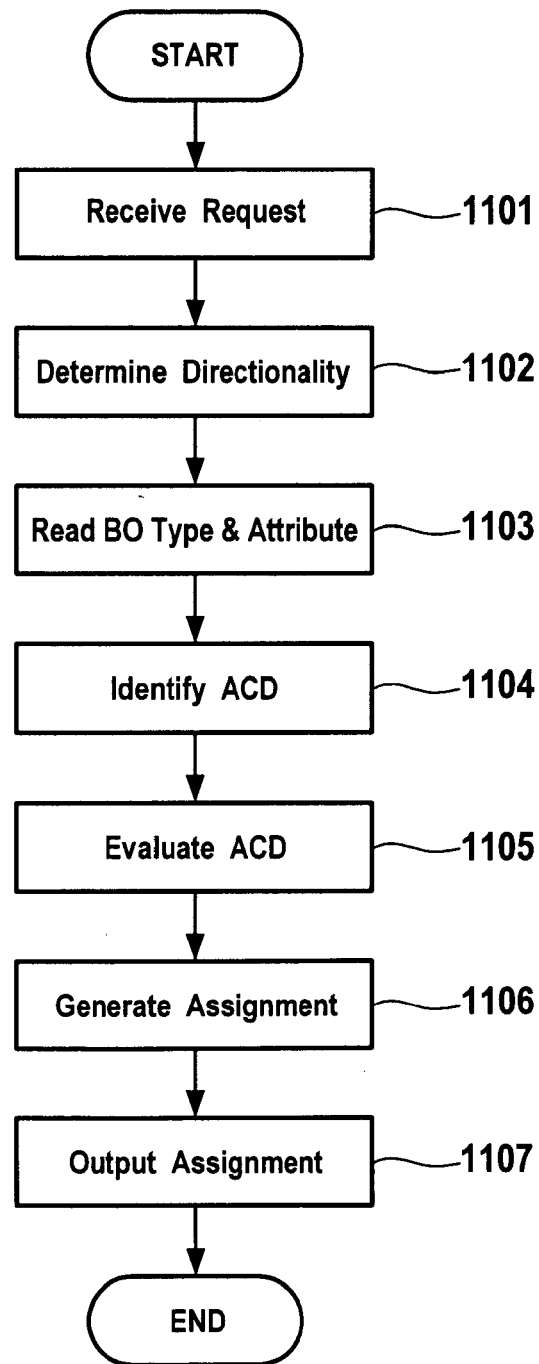 START
Receive Request 1101
Determine Directionality 1102
Read BO Type & Attribute 1103
Identify ACD 1104
Evaluate ACD 1105
Generate Assignment 1106
Output Assignment 1107
END